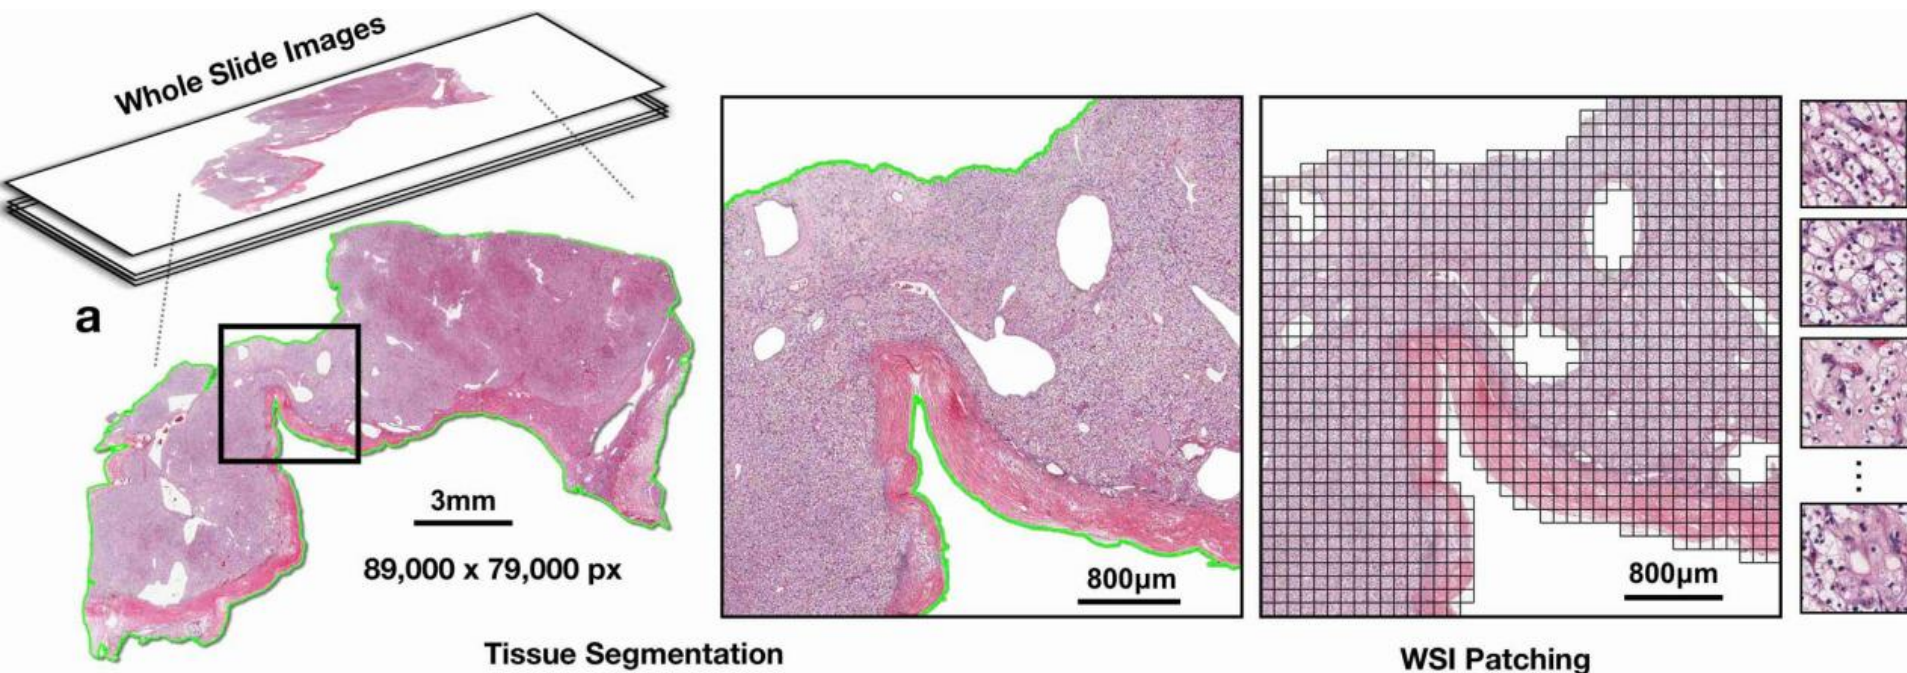 Whole Slide Images
a
3mm
89,000 x 79,000 px
800µm
800µm
Tissue Segmentation
WSI Patching